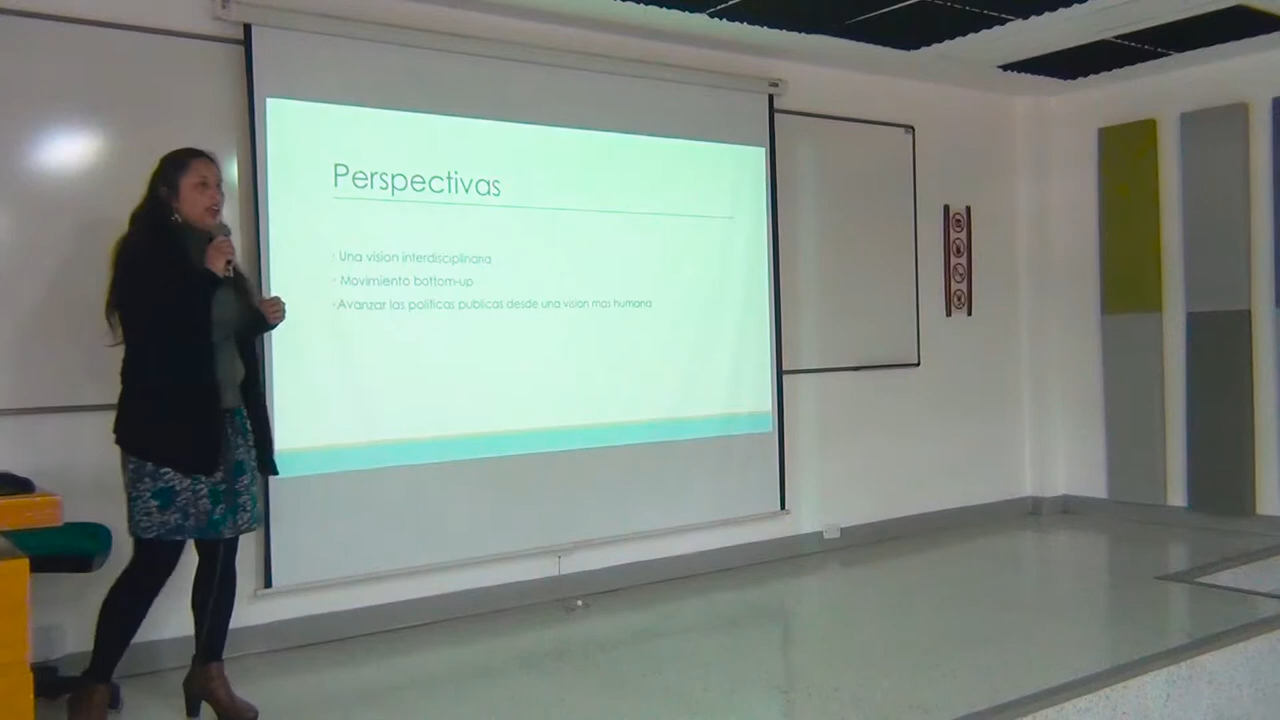 Perspectivas
Una vision interdisciplinaria
Movimiento bottom-up
Avanzar las politicas publicas desde una vision mas humana